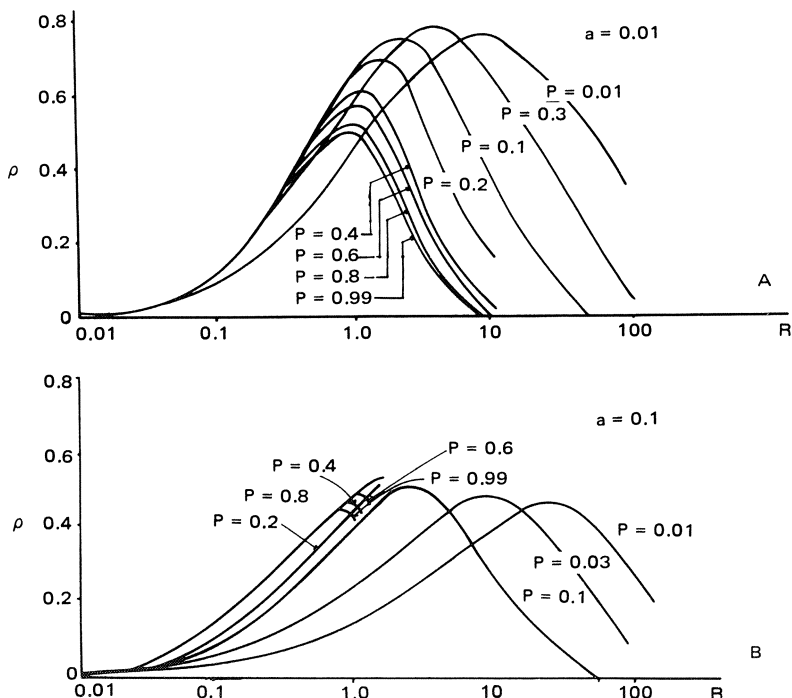 0.8
a = 0.01
P = 0.01
0.6
P = 0.3
P = 0.1
ρ
0.4
P = 0.2
P = 0.4
0.2
P = 0.6
P = 0.8
A
P = 0.99
0
0.01
0.1
1.0
10
100
R
0.8
a = 0.1
0.6
P = 0.6
P = 0.4
P = 0.99
P = 0.8
ρ
0.4
P = 0.2
P = 0.01
P = 0.03
0.2
P = 0.1
B
0
0.01
0.1
1.0
10
100
R